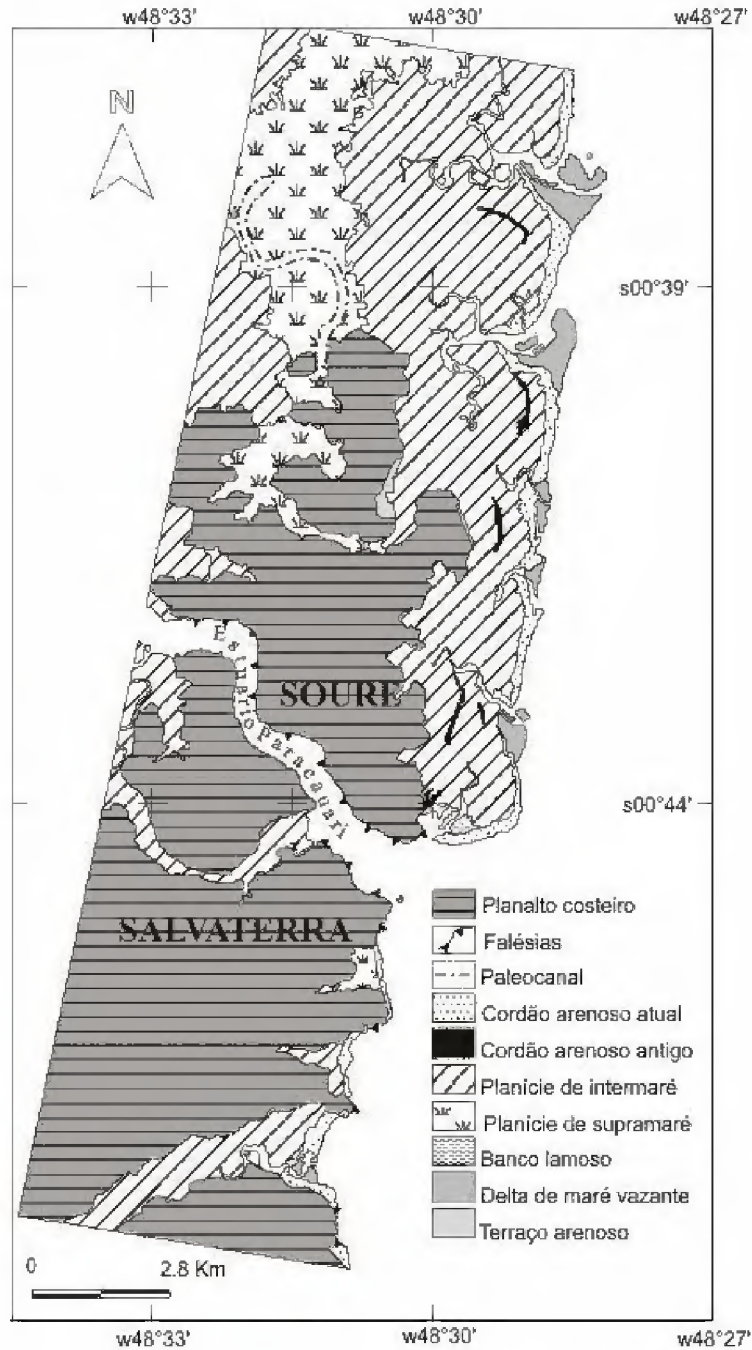 w48°33' w48°30' w48°27'
N
s00°39'
Estuário Paracauari
SOURE
s00°44'
SALVATERRA
Planalto costeiro
Falésias
Paleocanal
Cordão arenoso atual
Cordão arenoso antigo
Planície de intermaré
Planície de supramaré
Banco lamoso
Delta de maré vazante
Terraço arenoso
0 2.8 Km
w48°33' w48°30' w48°27'